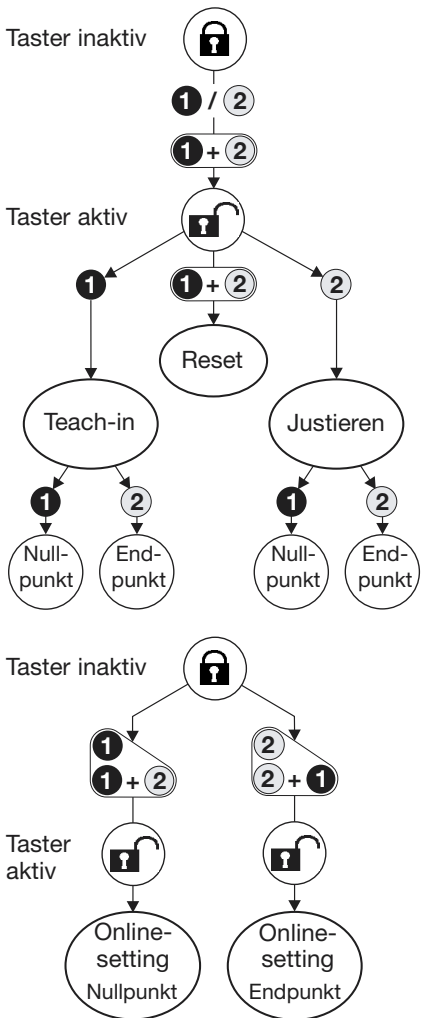 Taster inaktiv
1 / 2
1 + 2
Taster aktiv
1
1 + 2
2
Reset
Teach-in
Justieren
1
2
1
2
Null-
punkt
End-
punkt
Null-
punkt
End-
punkt
Taster inaktiv
1
1 + 2
2
2 + 1
Taster
aktiv
Online-
setting
Nullpunkt
Online-
setting
Endpunkt